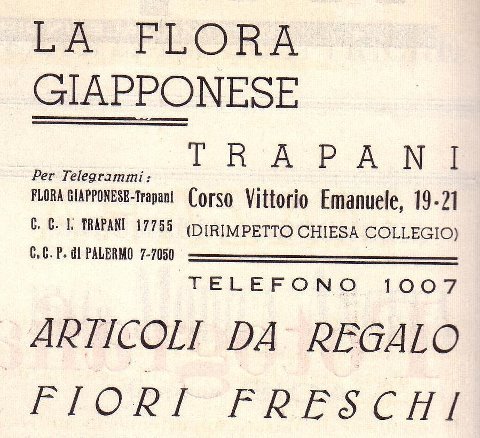 LA FLORA
GIAPPONESE
TRAPANI
Per Telegrammi:
FLORA GIAPPONESE-Trapani
C. C. I. TRAPANI 17755
C. C. P. di PALERMO 7-7050
Corso Vittorio Emanuele, 19-21
(DIRIMPETTO CHIESA COLLEGIO)
TELEFONO 1007
ARTICOLI DA REGALO
FIORI FRESCHI